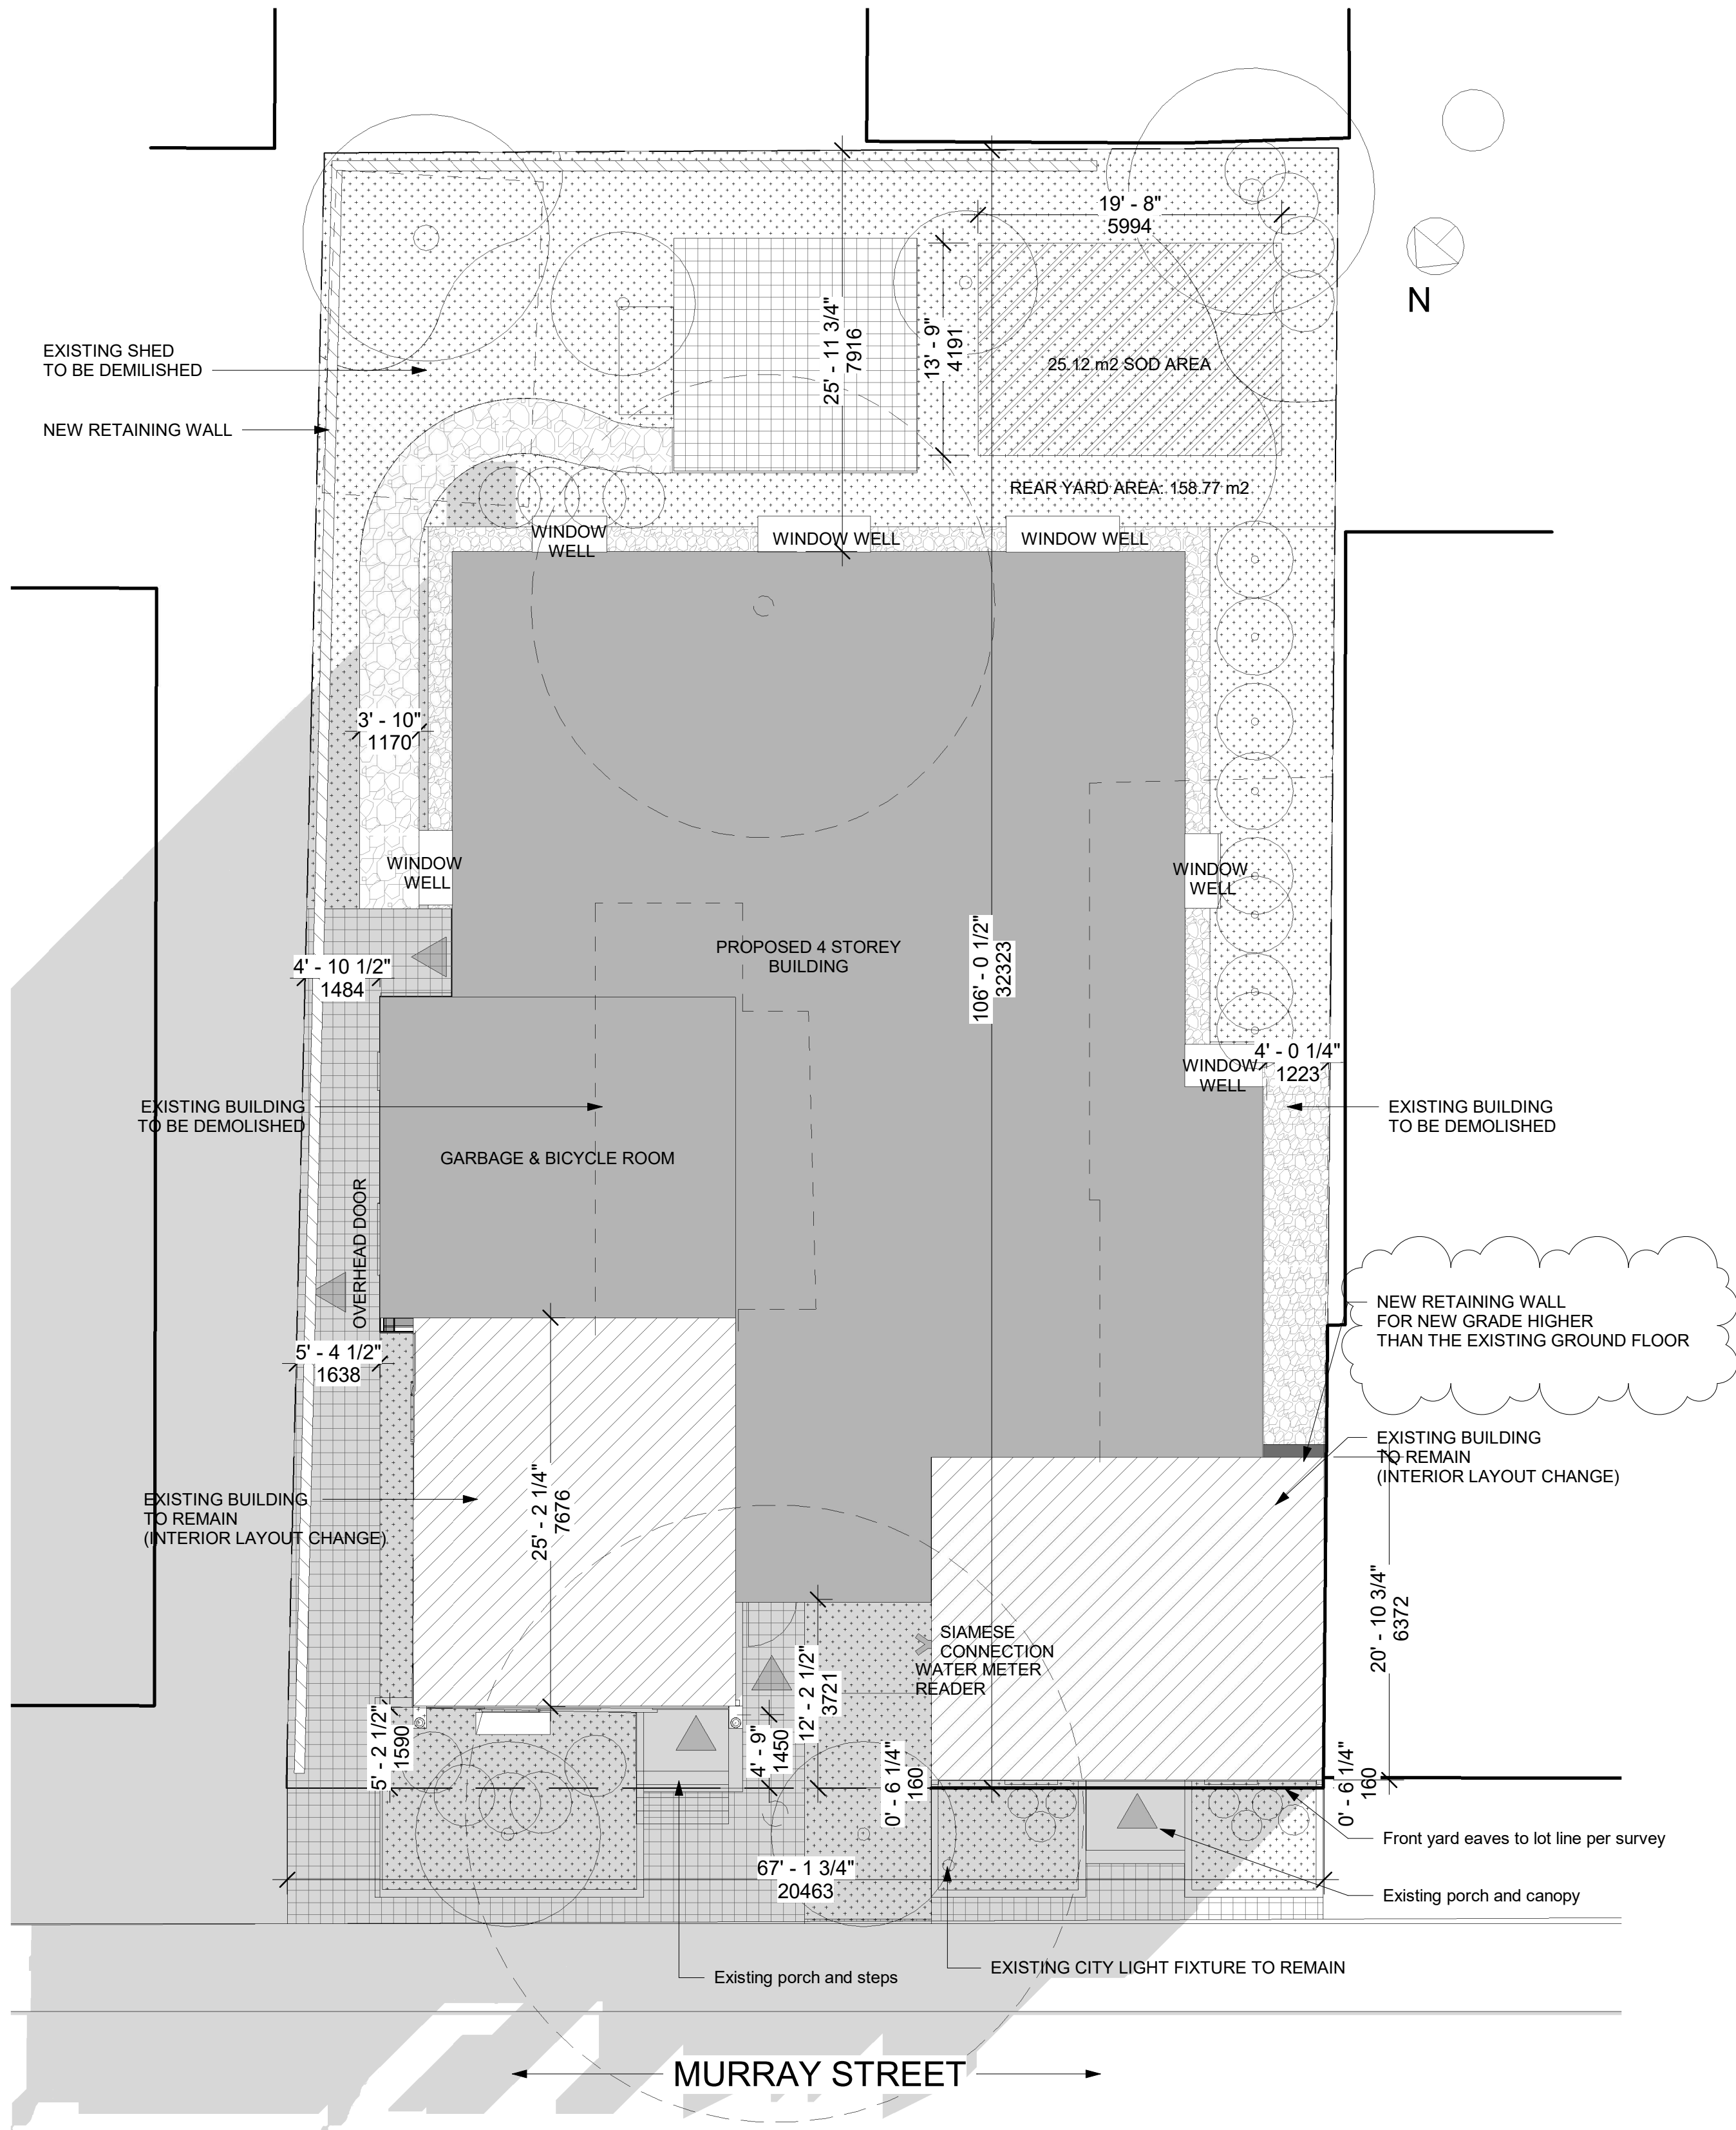 19' - 8"
5994
N
25' - 11 3/4"
7916
13' - 9"
4191
EXISTING SHED
TO BE DEMILISHED
25.12 m2 SOD AREA
NEW RETAINING WALL
REAR YARD AREA: 158.77 m2
WINDOW
WELL
WINDOW WELL
WINDOW WELL
3' - 10"
1170
WINDOW
WELL
WINDOW
WELL
PROPOSED 4 STOREY
BUILDING
106' - 0 1/2"
32323
4' - 10 1/2"
1484
WINDOW
WELL
4' - 0 1/4"
1223
EXISTING BUILDING
TO BE DEMOLISHED
EXISTING BUILDING
TO BE DEMOLISHED
GARBAGE & BICYCLE ROOM
OVERHEAD DOOR
NEW RETAINING WALL
FOR NEW GRADE HIGHER
THAN THE EXISTING GROUND FLOOR
5' - 4 1/2"
1638
EXISTING BUILDING
TO REMAIN
(INTERIOR LAYOUT CHANGE)
25' - 2 1/4"
7676
EXISTING BUILDING
TO REMAIN
(INTERIOR LAYOUT CHANGE)
20' - 10 3/4"
6372
SIAMESE
CONNECTION
WATER METER
READER
12' - 2 1/2"
3721
5' - 2 1/2"
1590
4' - 9"
1450
0' - 6 1/4"
160
0' - 6 1/4"
160
Front yard eaves to lot line per survey
67' - 1 3/4"
20463
Existing porch and canopy
Existing porch and steps
EXISTING CITY LIGHT FIXTURE TO REMAIN
MURRAY STREET